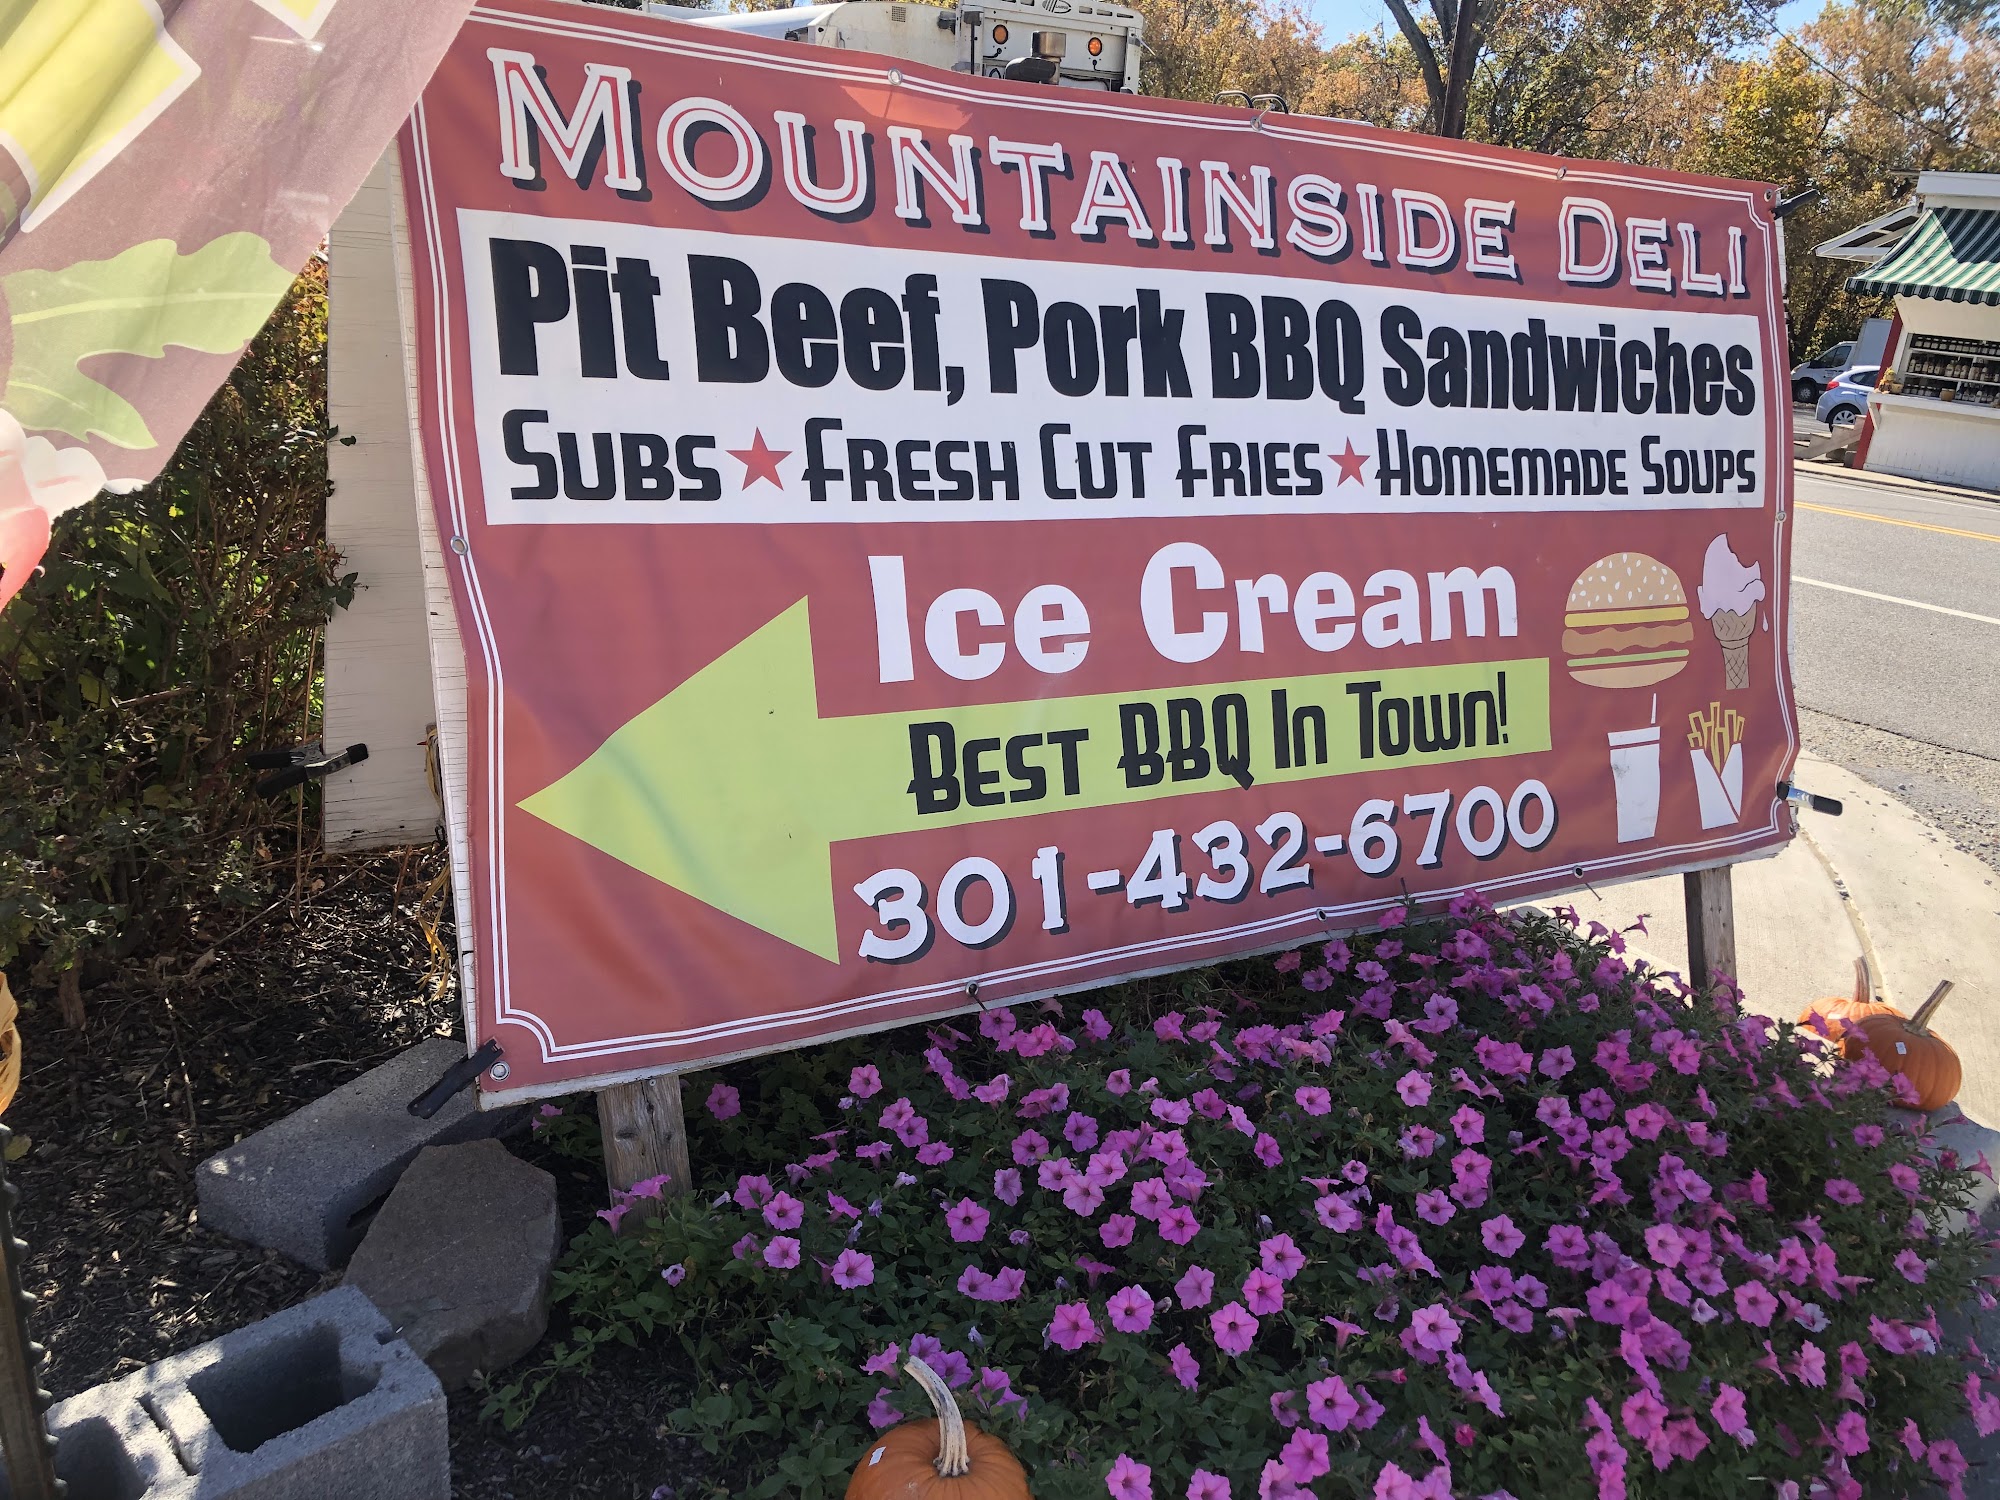 Mountainside Deli
Pit Beef, Pork BBQ Sandwiches
Subs ★ Fresh Cut Fries ★ Homemade Soups
Ice Cream
Best BBQ In Town!
301-432-6700